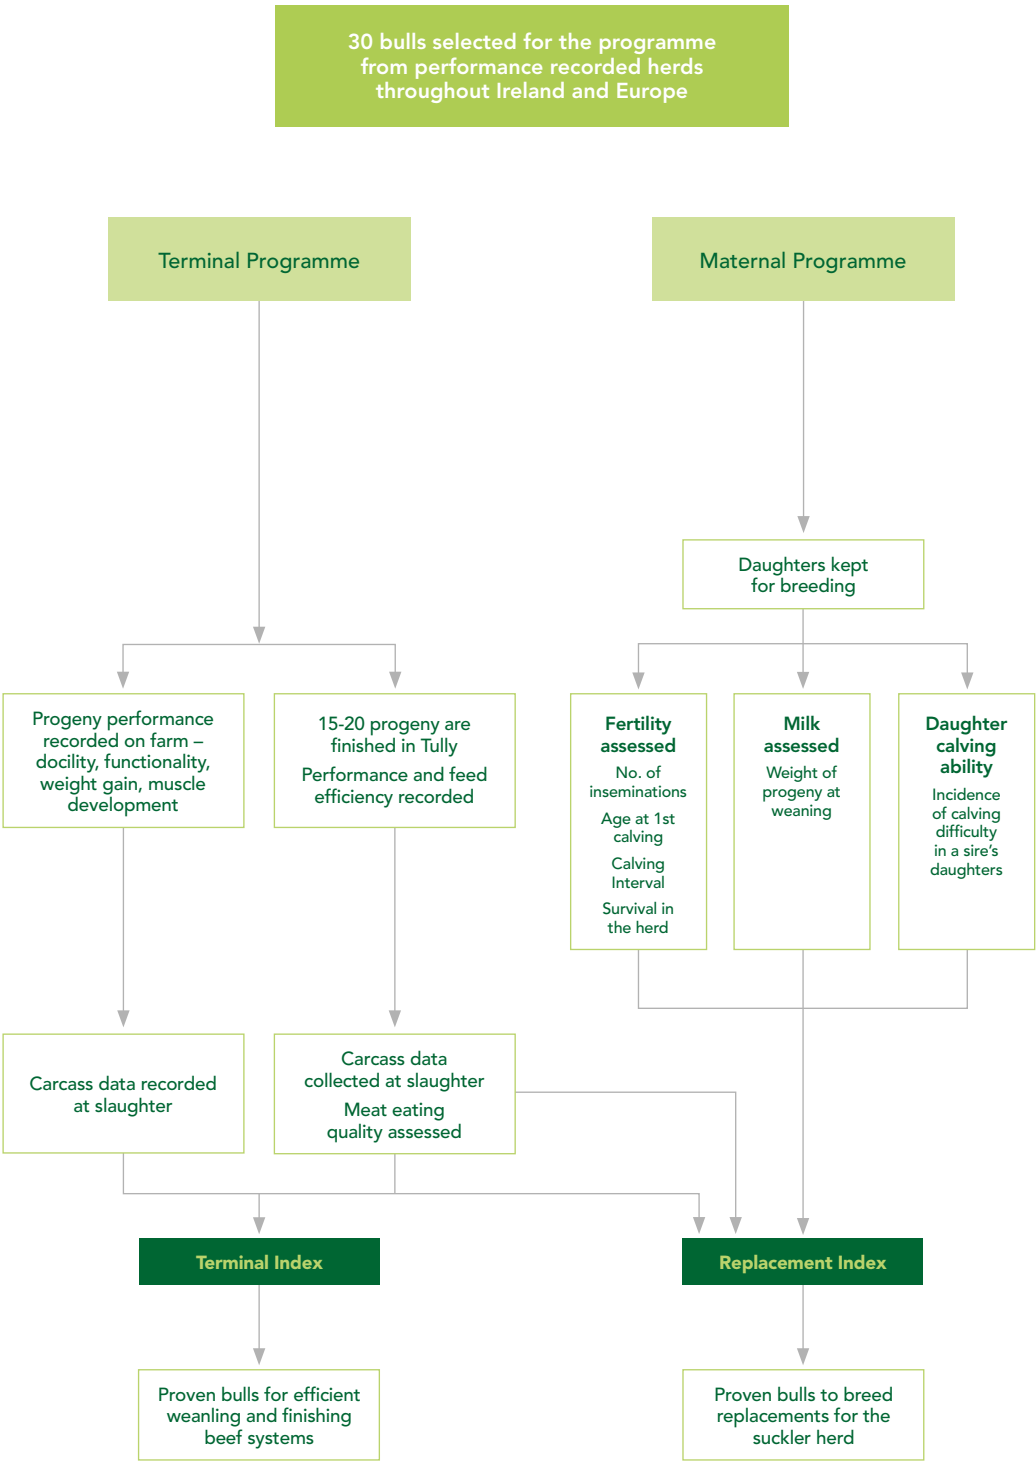 30 bulls selected for the programme
from performance recorded herds
throughout Ireland and Europe
Terminal Programme
Maternal Programme
Daughters kept
for breeding
Progeny performance
recorded on farm –
docility, functionality,
weight gain, muscle
development
15-20 progeny are
finished in Tully
Performance and feed
efficiency recorded
Fertility
assessed
No. of
inseminations
Age at 1st
calving
Calving
Interval
Survival in
the herd
Milk
assessed
Weight of
progeny at
weaning
Daughter
calving
ability
Incidence
of calving
difficulty
in a sire's
daughters
Carcass data recorded
at slaughter
Carcass data
collected at slaughter
Meat eating
quality assessed
Terminal Index
Replacement Index
Proven bulls for efficient
weanling and finishing
beef systems
Proven bulls to breed
replacements for the
suckler herd